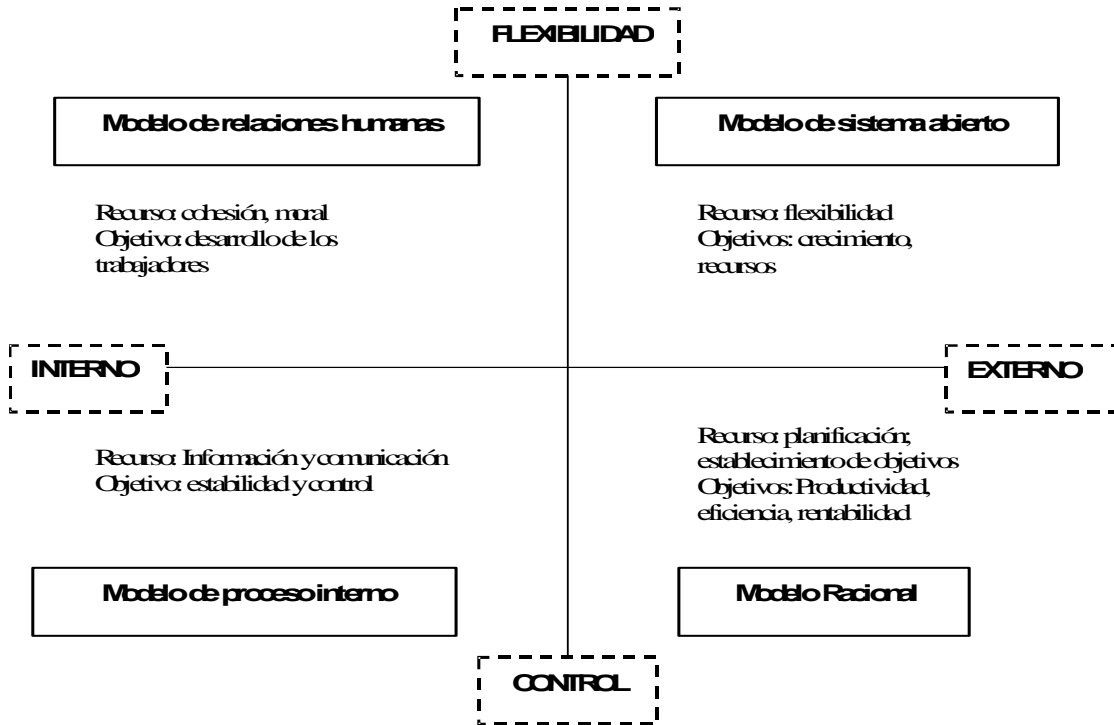 FLEXIBILIDAD
Modelo de relaciones humanas
Modelo de sistema abierto
Recurso: cohesión, moral
Objetivo: desarrollo de los
trabajadores
Recurso: flexibilidad
Objetivos: crecimiento,
recursos
INTERNO
EXTERNO
Recurso: Información y comunicación
Objetivo: estabilidad y control
Recurso: planificación;
establecimiento de objetivos
Objetivos: Productividad,
eficiencia, rentabilidad
Modelo de proceso interno
Modelo Racional
CONTROL